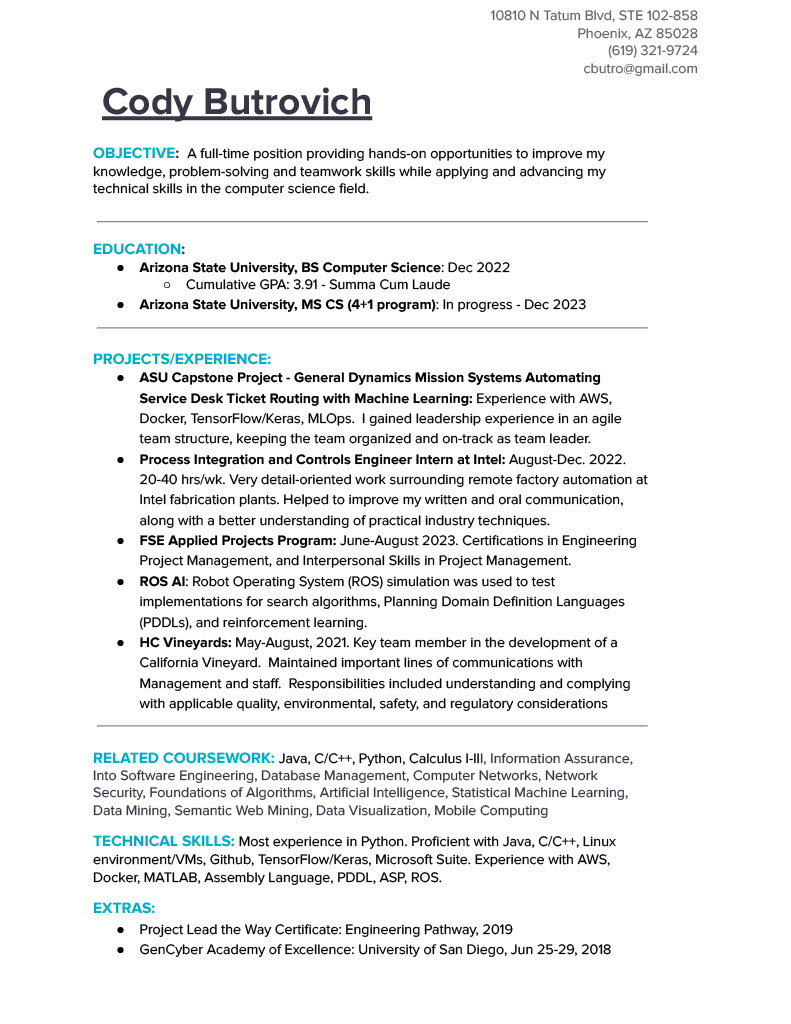 10810 N Tatum Blvd, STE 102-858
Phoenix, AZ 85028
(619) 321-9724
cbutro@gmail.com
Cody Butrovich
OBJECTIVE:  A full-time position providing hands-on opportunities to improve my
knowledge, problem-solving and teamwork skills while applying and advancing my
technical skills in the computer science field.
EDUCATION:
● Arizona State University, BS Computer Science: Dec 2022
○ Cumulative GPA: 3.91 - Summa Cum Laude
● Arizona State University, MS CS (4+1 program): In progress - Dec 2023
PROJECTS/EXPERIENCE:
● ASU Capstone Project - General Dynamics Mission Systems Automating
Service Desk Ticket Routing with Machine Learning: Experience with AWS,
Docker, TensorFlow/Keras, MLOps.  I gained leadership experience in an agile
team structure, keeping the team organized and on-track as team leader.
● Process Integration and Controls Engineer Intern at Intel: August-Dec. 2022.
20-40 hrs/wk. Very detail-oriented work surrounding remote factory automation at
Intel fabrication plants. Helped to improve my written and oral communication,
along with a better understanding of practical industry techniques.
● FSE Applied Projects Program: June-August 2023. Certifications in Engineering
Project Management, and Interpersonal Skills in Project Management.
● ROS AI: Robot Operating System (ROS) simulation was used to test
implementations for search algorithms, Planning Domain Definition Languages
(PDDLs), and reinforcement learning.
● HC Vineyards: May-August, 2021. Key team member in the development of a
California Vineyard.  Maintained important lines of communications with
Management and staff.  Responsibilities included understanding and complying
with applicable quality, environmental, safety, and regulatory considerations
RELATED COURSEWORK: Java, C/C++, Python, Calculus I-III, Information Assurance,
Into Software Engineering, Database Management, Computer Networks, Network
Security, Foundations of Algorithms, Artificial Intelligence, Statistical Machine Learning,
Data Mining, Semantic Web Mining, Data Visualization, Mobile Computing
TECHNICAL SKILLS: Most experience in Python. Proficient with Java, C/C++, Linux
environment/VMs, Github, TensorFlow/Keras, Microsoft Suite. Experience with AWS,
Docker, MATLAB, Assembly Language, PDDL, ASP, ROS.
EXTRAS:
● Project Lead the Way Certificate: Engineering Pathway, 2019
● GenCyber Academy of Excellence: University of San Diego, Jun 25-29, 2018